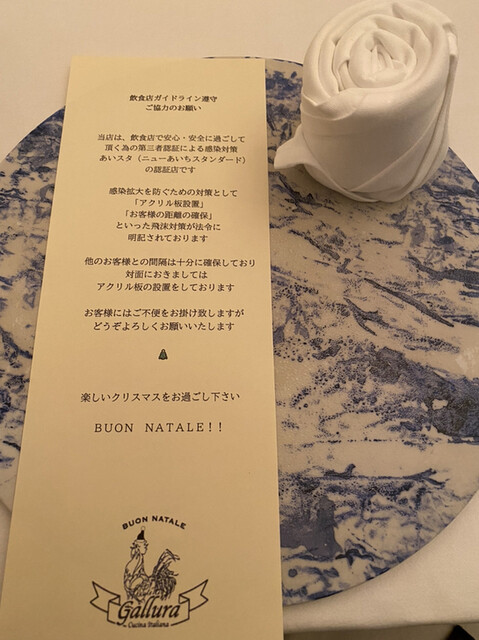 飲食店ガイドライン遵守
ご協力のお願い
当店は、飲食店で安心・安全に過ごして
頂く為の第三者認証による感染対策
あいスタ（ニューあいちスタンダード）
の認証店です
感染拡大を防ぐための対策として
「アクリル板設置」
「お客様の距離の確保」
といった飛沫対策が法令に
明記されております
他のお客様との間隔は十分に確保しており
対面におきましては
アクリル板の設置をしております
お客様にはご不便をお掛け致しますが
どうぞよろしくお願いいたします
楽しいクリスマスをお過ごし下さい
BUON NATALE!!
BUON NATALE
Gallura
Cucina Italiana